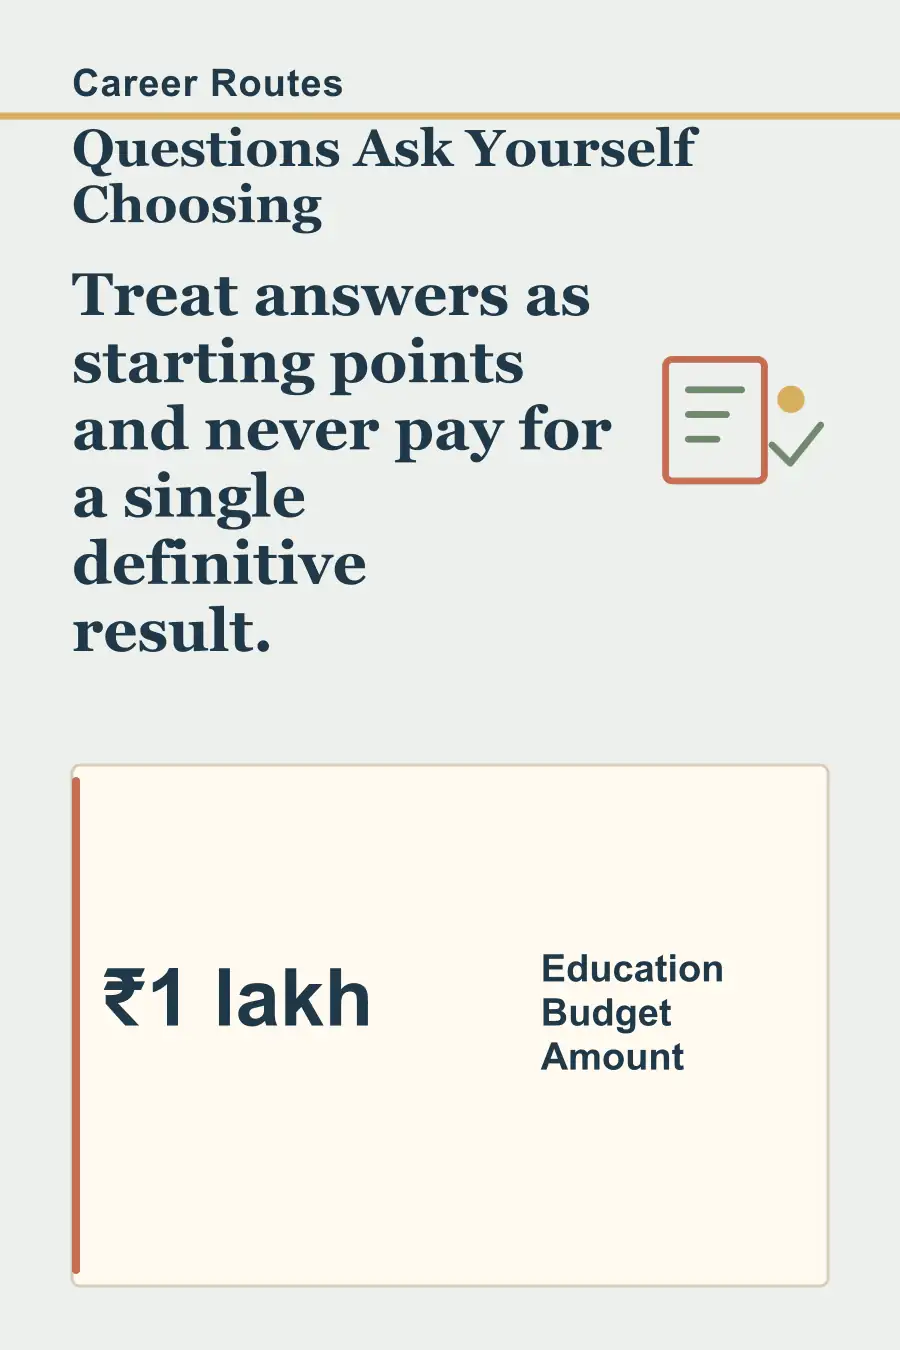 Career Routes
Questions Ask Yourself
Choosing
Treat answers as
starting points
and never pay for
a single
definitive
result.
₹1 lakh
Education
Budget
Amount